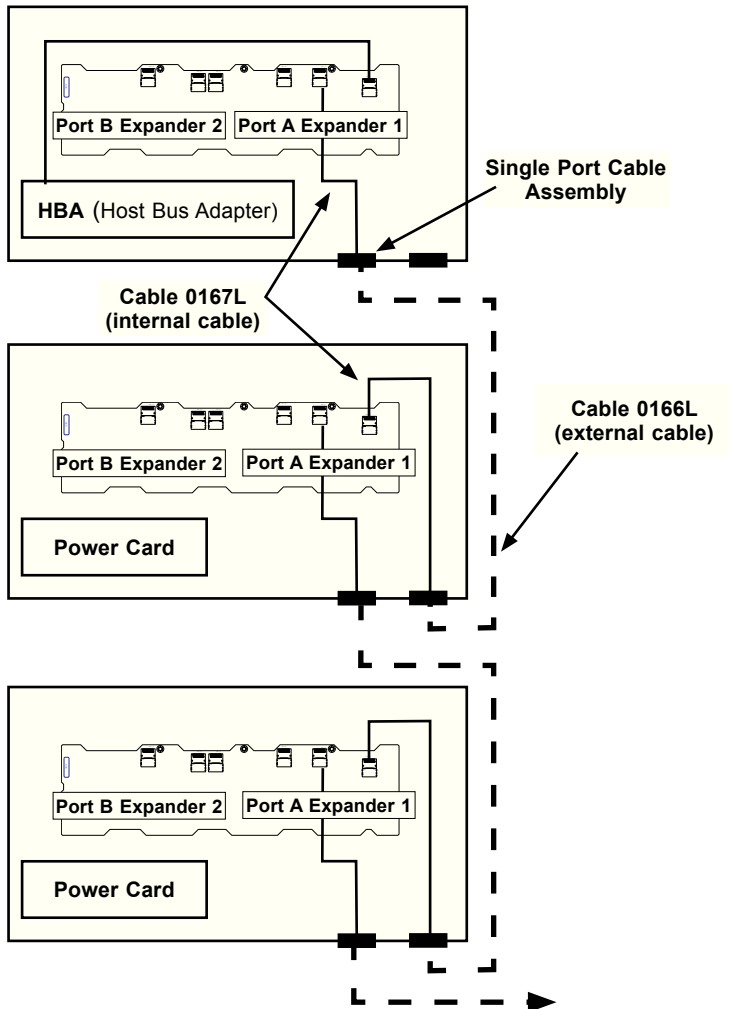 Port B Expander 2
Port A Expander 1
HBA (Host Bus Adapter)
Single Port Cable
Assembly
Cable 0167L
(internal cable)
Port B Expander 2
Port A Expander 1
Power Card
Cable 0166L
(external cable)
Port B Expander 2
Port A Expander 1
Power Card